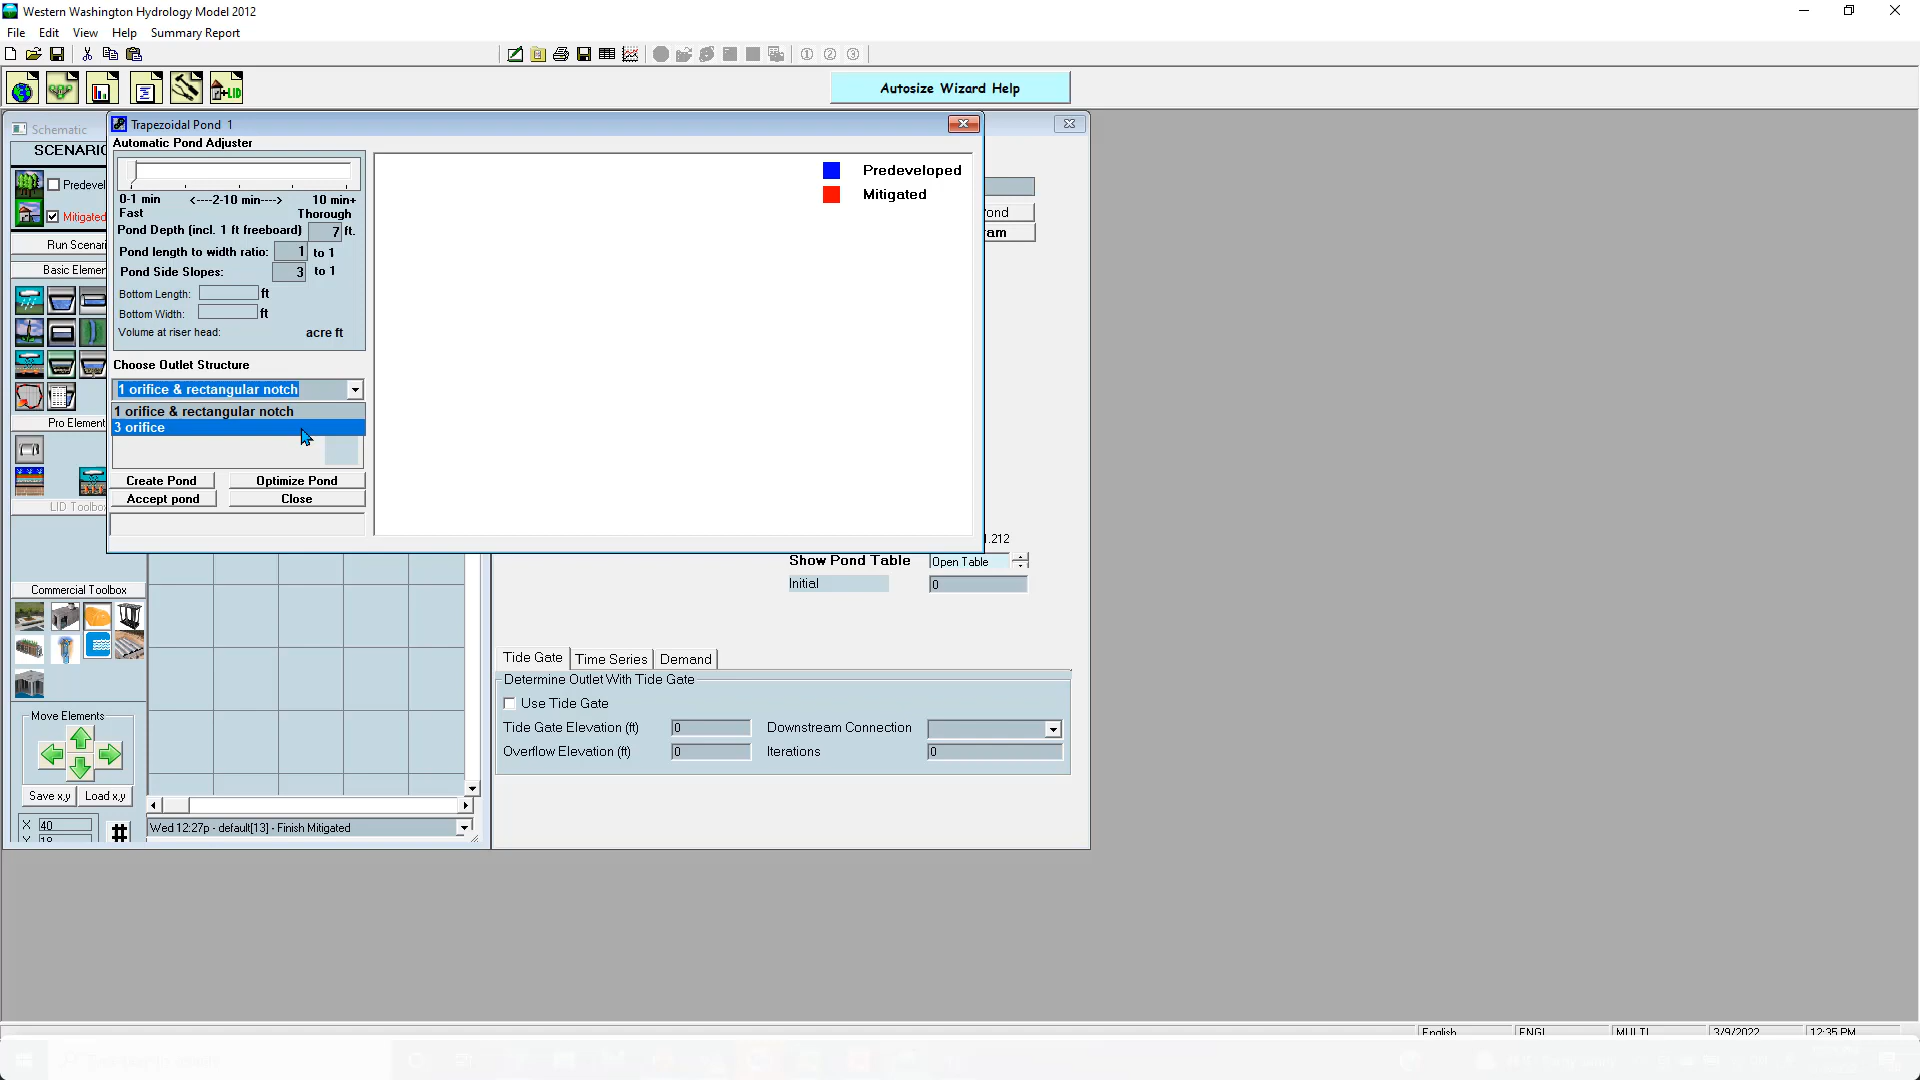 Western Washington Hydrology Model 2012
File Edit View Help Summary Report
Autosize Wizard Help
Schematic
SCENARIO
Predevel
Mitigated
Run Scenari
Basic Elemen
Pro Element
LID Toolbo
Commercial Toolbox
Move Elements
Save x,y Load x,y
X 40
Trapezoidal Pond 1
Automatic Pond Adjuster
0-1 min <----2-10 min----> 10 min+
Fast Thorough
Pond Depth (incl. 1 ft freeboard) 7 ft.
Pond length to width ratio: 1 to 1
Pond Side Slopes: 3 to 1
Bottom Length: ft
Bottom Width: ft
Volume at riser head: acre ft
Choose Outlet Structure
1 orifice & rectangular notch
1 orifice & rectangular notch
3 orifice
Create Pond Optimize Pond
Accept pond Close
Predeveloped
Mitigated
ond
am
.212
Show Pond Table Open Table
Initial 0
Tide Gate Time Series Demand
Determine Outlet With Tide Gate
Use Tide Gate
Tide Gate Elevation (ft) 0 Downstream Connection
Overflow Elevation (ft) 0 Iterations 0
Wed 12:27p - default[13] - Finish Mitigated
English ENGL MULTI 3/9/2022 12:35 PM